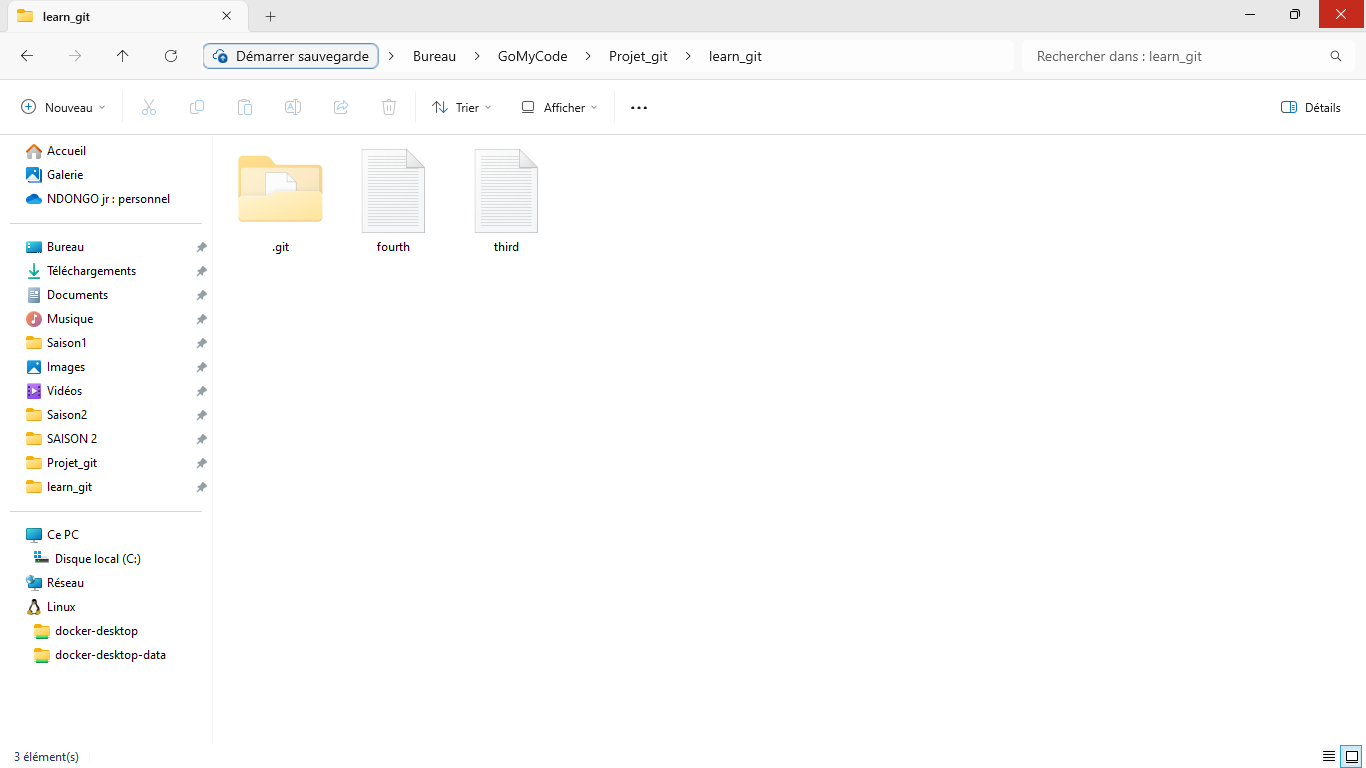 learn_git
Démarrer sauvegarde Bureau GoMyCode Projet_git learn_git
Rechercher dans : learn_git
Nouveau Trier Afficher Détails
Accueil
Galerie
NDONGO jr : personnel
Bureau
Téléchargements
Documents
Musique
Saison1
Images
Vidéos
Saison2
SAISON 2
Projet_git
learn_git
Ce PC
Disque local (C:)
Réseau
Linux
docker-desktop
docker-desktop-data
.git fourth third
3 élément(s)